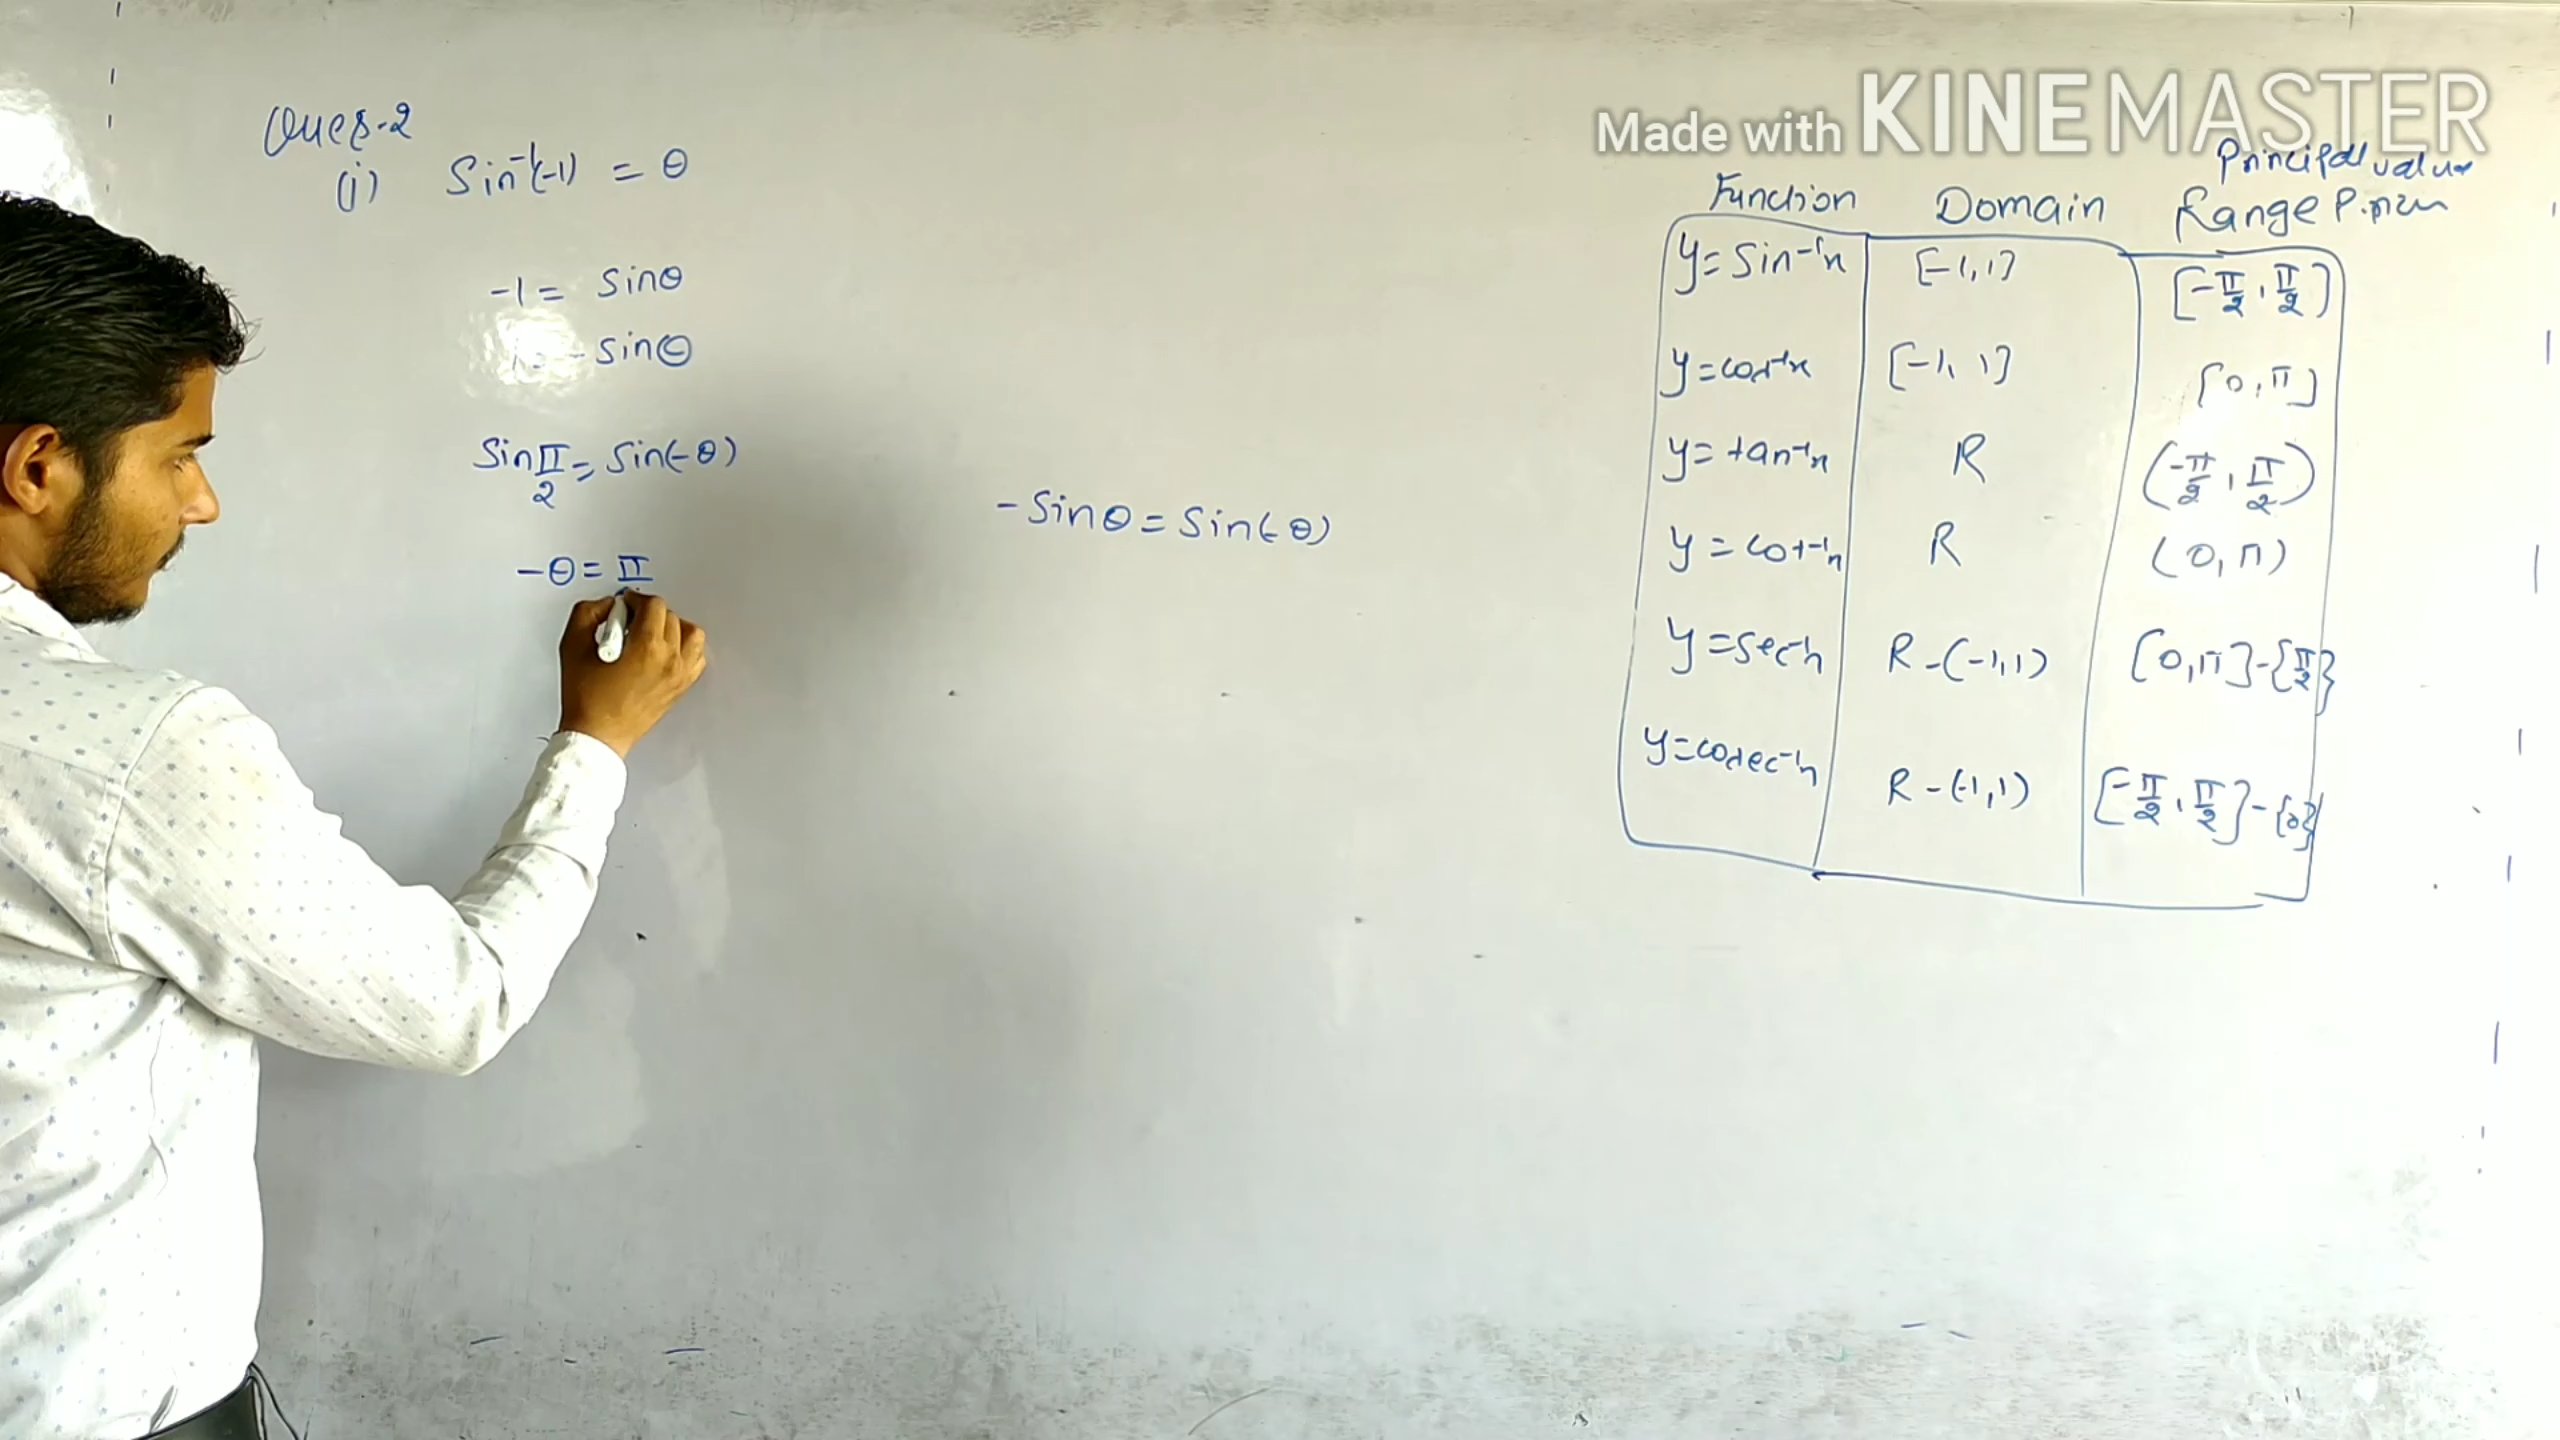 Made with KINEMASTER
Ques-2
(i) Sin⁻¹(-1) = θ
-1 = sinθ
- sinθ
Sin π/2 = Sin(-θ)
-θ = π
-Sinθ = Sin(-θ)
Principal value
Function Domain Range
y = Sin⁻¹x [-1,1] [-π/2, π/2]
y = cos⁻¹x [-1, 1] [0, π]
y = tan⁻¹x R (-π/2, π/2)
y = cot⁻¹x R (0, π)
y = sec⁻¹x R - (-1,1) [0, π] - {π/2}
y = cosec⁻¹x R - (-1,1) [-π/2, π/2] - {0}